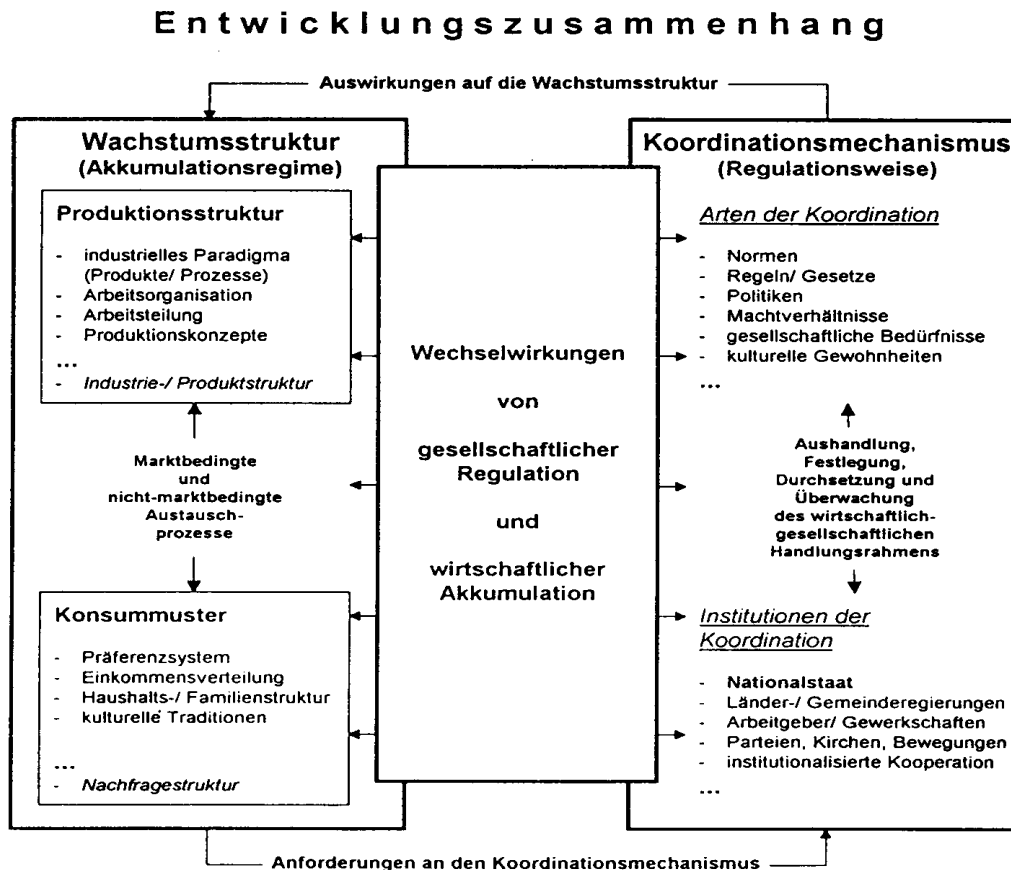 Entwicklungszusammenhang
Auswirkungen auf die Wachstumsstruktur
Wachstumsstruktur
(Akkumulationsregime)
Produktionsstruktur
- industrielles Paradigma
(Produkte/ Prozesse)
- Arbeitsorganisation
- Arbeitsteilung
- Produktionskonzepte
...
- Industrie-/ Produktstruktur
Marktbedingte
und
nicht-marktbedingte
Austausch-
prozesse
Konsummuster
- Präferenzsystem
- Einkommensverteilung
- Haushalts-/ Familienstruktur
- kulturelle Traditionen
...
- Nachfragestruktur
Wechselwirkungen
von
gesellschaftlicher
Regulation
und
wirtschaftlicher
Akkumulation
Koordinationsmechanismus
(Regulationsweise)
Arten der Koordination
- Normen
- Regeln/ Gesetze
- Politiken
- Machtverhältnisse
- gesellschaftliche Bedürfnisse
- kulturelle Gewohnheiten
...
Aushandlung,
Festlegung,
Durchsetzung und
Überwachung
des wirtschaftlich-
gesellschaftlichen
Handlungsrahmens
Institutionen der
Koordination
- Nationalstaat
- Länder-/ Gemeinderegierungen
- Arbeitgeber/ Gewerkschaften
- Parteien, Kirchen, Bewegungen
- institutionalisierte Kooperation
...
Anforderungen an den Koordinationsmechanismus